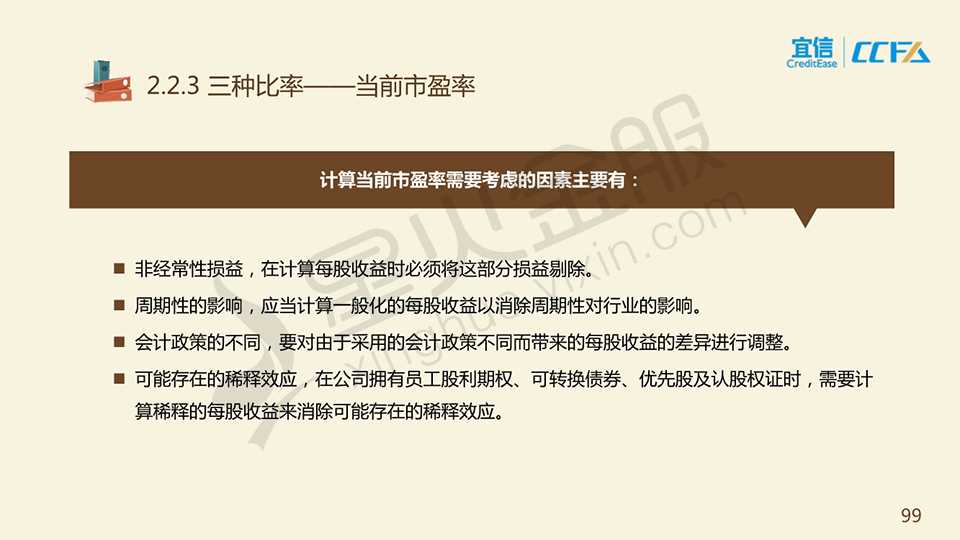 宜信
CreditEase
CCFA
2.2.3 三种比率——当前市盈率
计算当前市盈率需要考虑的因素主要有：
非经常性损益，在计算每股收益时必须将这部分损益剔除。
周期性的影响，应当计算一般化的每股收益以消除周期性对行业的影响。
会计政策的不同，要对由于采用的会计政策不同而带来的每股收益的差异进行调整。
可能存在的稀释效应，在公司拥有员工股利期权、可转换债券、优先股及认股权证时，需要计
算稀释的每股收益来消除可能存在的稀释效应。
星火金服
xinghuo.yixin.com
99